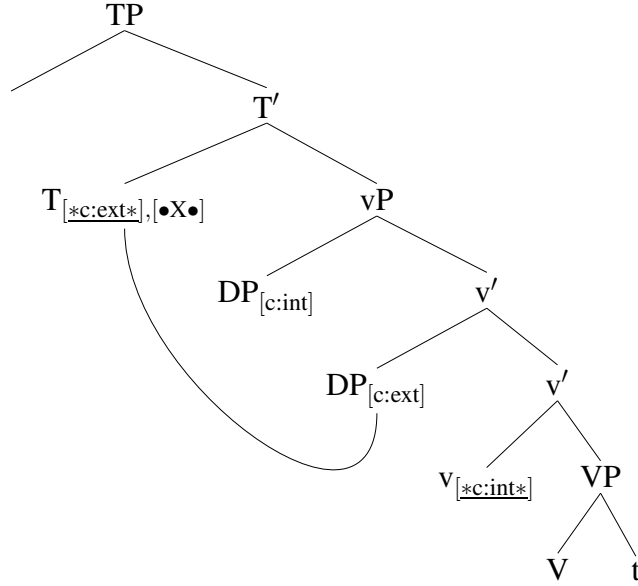 TP
T′
T[∗c:ext∗],[●X●] vP
DP[c:int] v′
DP[c:ext] v′
v[∗c:int∗] VP
V t